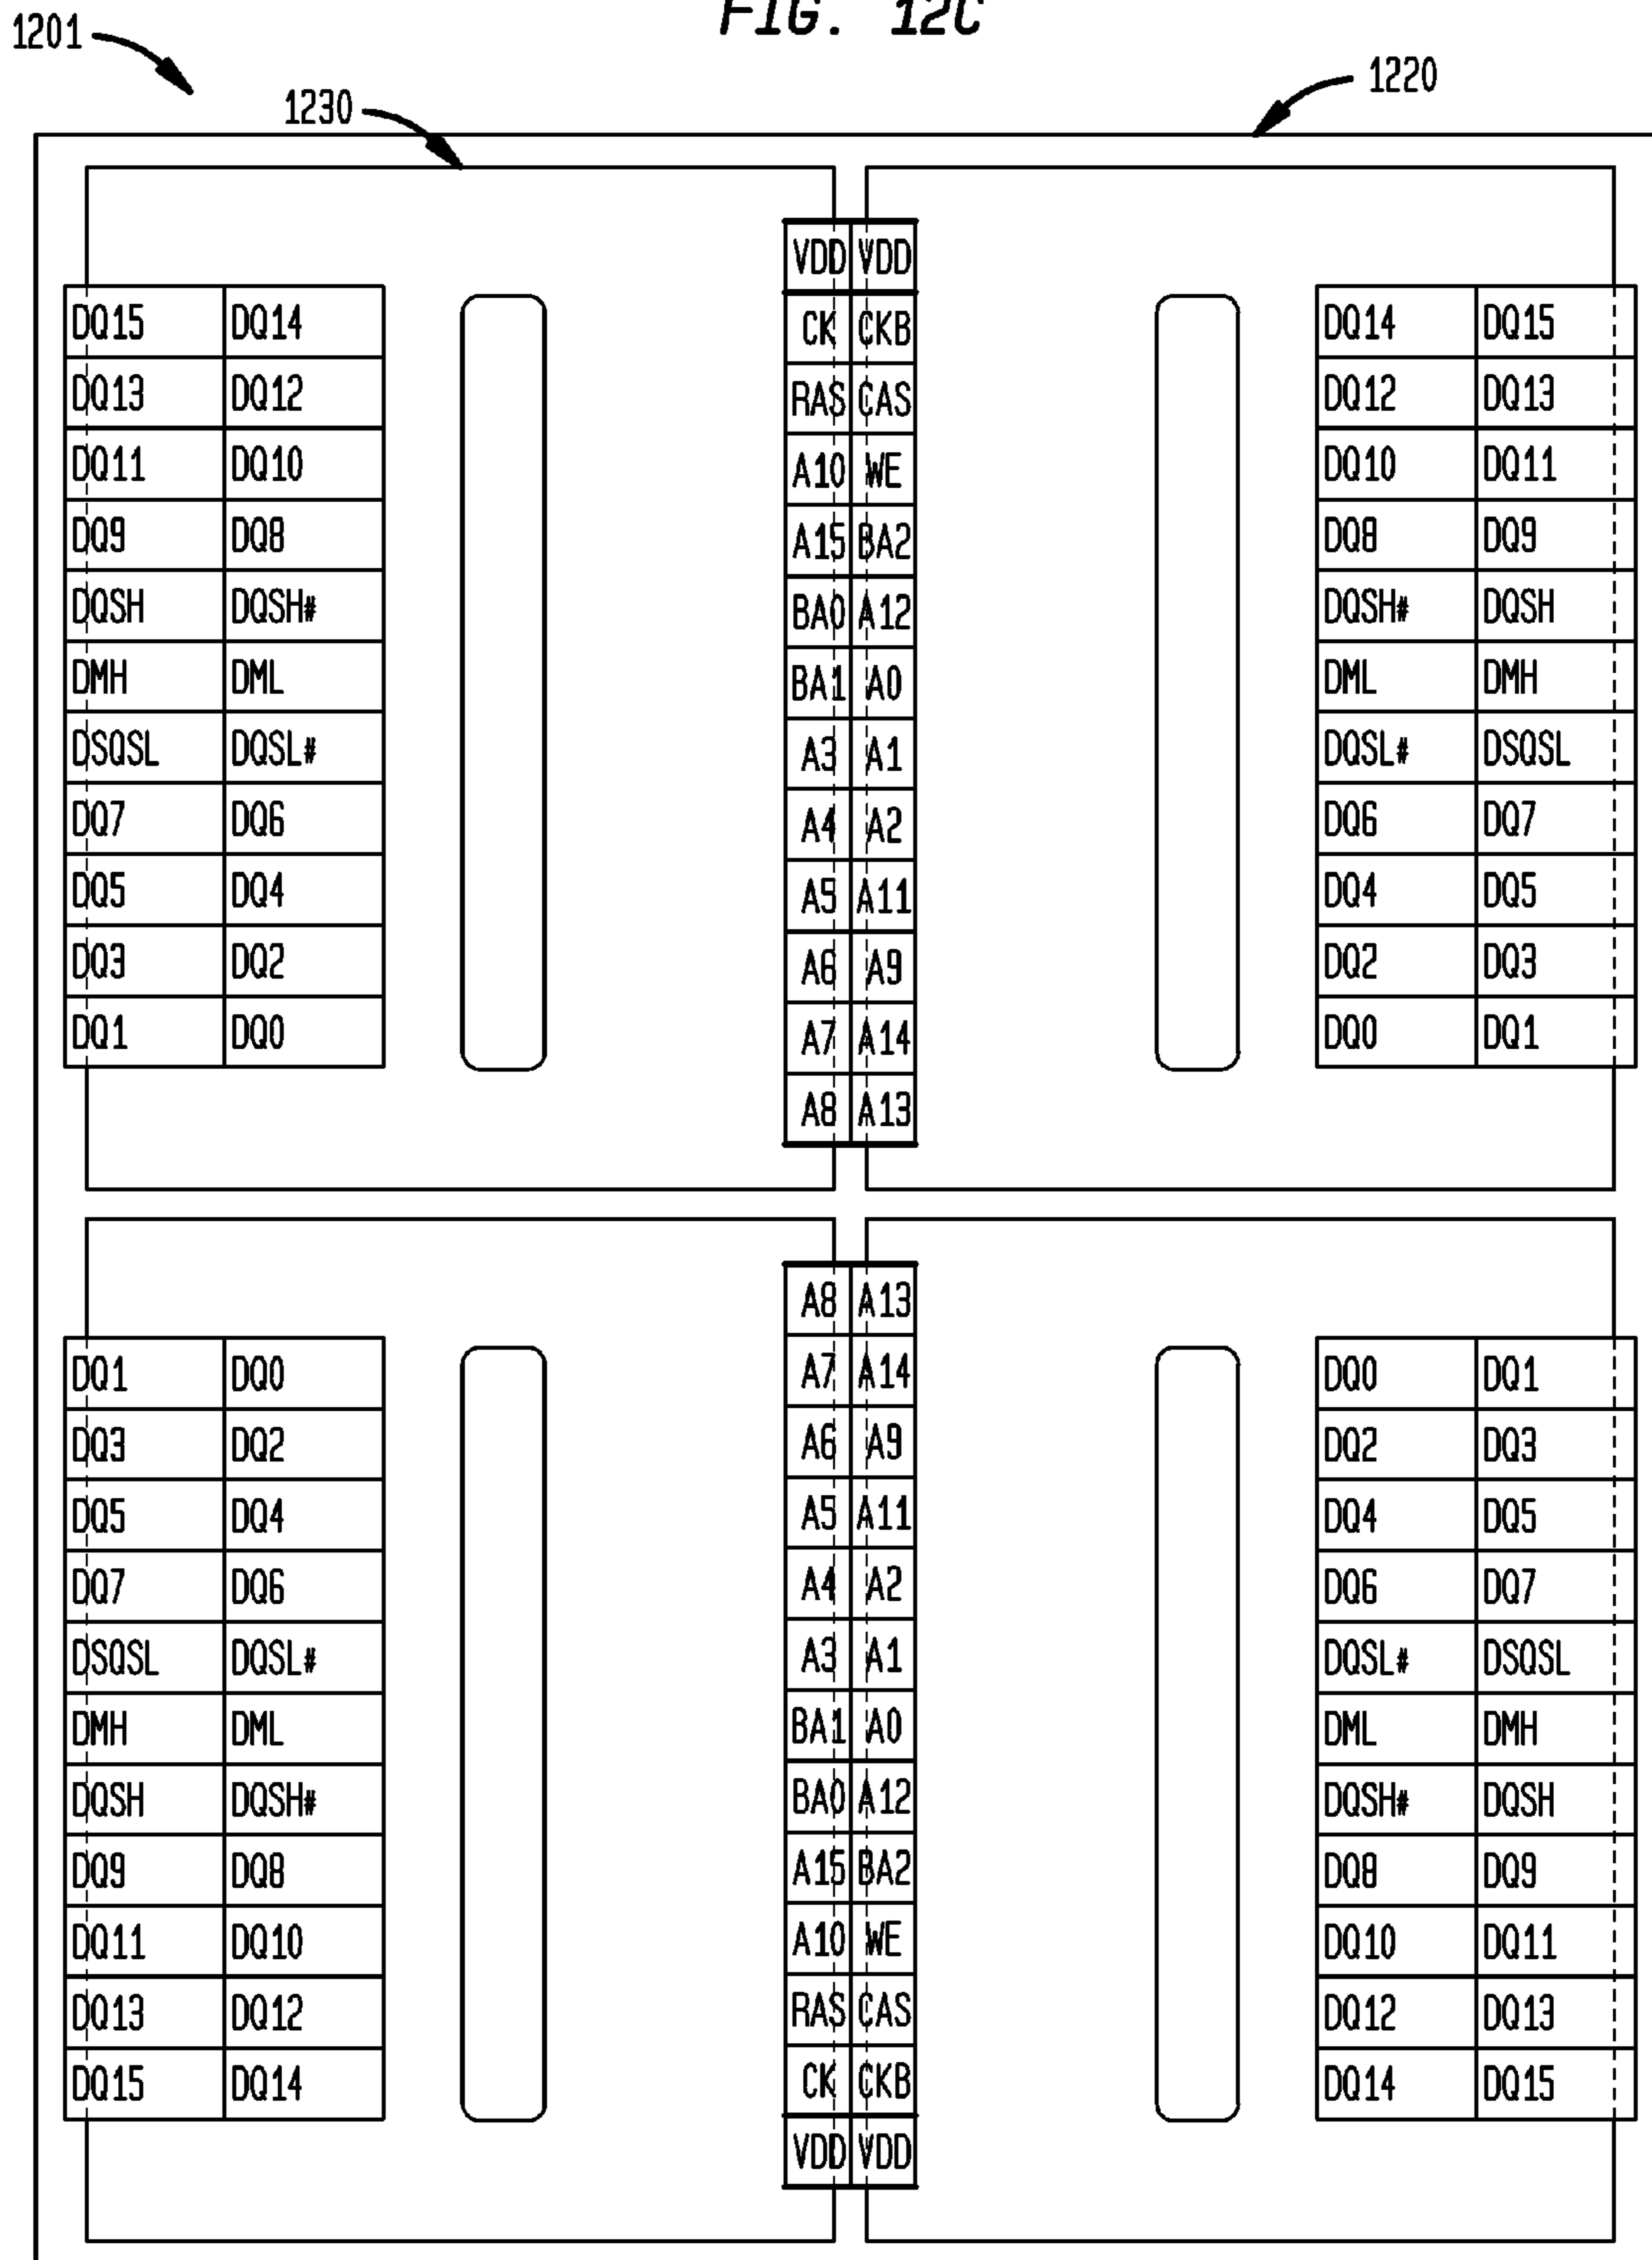 FIG. 12C
1201
1220
1230
VDD VDD
DQ15 DQ14 CK CKB DQ14 DQ15
DQ13 DQ12 RAS CAS DQ12 DQ13
DQ11 DQ10 A10 WE DQ10 DQ11
DQ9 DQ8 A15 BA2 DQ8 DQ9
DQSH DQSH# BA0 A12 DQSH# DQSH
DMH DML BA1 A0 DML DMH
DSQSL DQSL# A3 A1 DQSL# DSQSL
DQ7 DQ6 A4 A2 DQ6 DQ7
DQ5 DQ4 A5 A11 DQ4 DQ5
DQ3 DQ2 A6 A9 DQ2 DQ3
DQ1 DQ0 A7 A14 DQ0 DQ1
A8 A13
A8 A13
DQ1 DQ0 A7 A14 DQ0 DQ1
DQ3 DQ2 A6 A9 DQ2 DQ3
DQ5 DQ4 A5 A11 DQ4 DQ5
DQ7 DQ6 A4 A2 DQ6 DQ7
DSQSL DQSL# A3 A1 DQSL# DSQSL
DMH DML BA1 A0 DML DMH
DQSH DQSH# BA0 A12 DQSH# DQSH
DQ9 DQ8 A15 BA2 DQ8 DQ9
DQ11 DQ10 A10 WE DQ10 DQ11
DQ13 DQ12 RAS CAS DQ12 DQ13
DQ15 DQ14 CK CKB DQ14 DQ15
VDD VDD